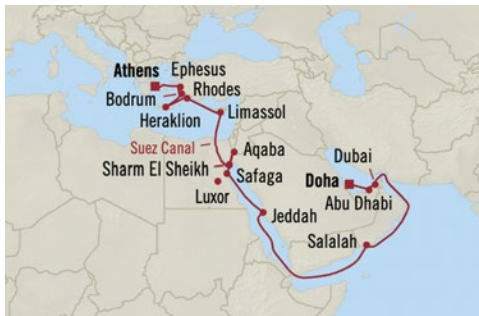 Athens
Ephesus
Rhodes
Bodrum
Heraklion
Limassol
Suez Canal
Aqaba
Sharm El Sheikh
Safaga
Luxor
Dubai
Doha
Abu Dhabi
Jeddah
Salalah